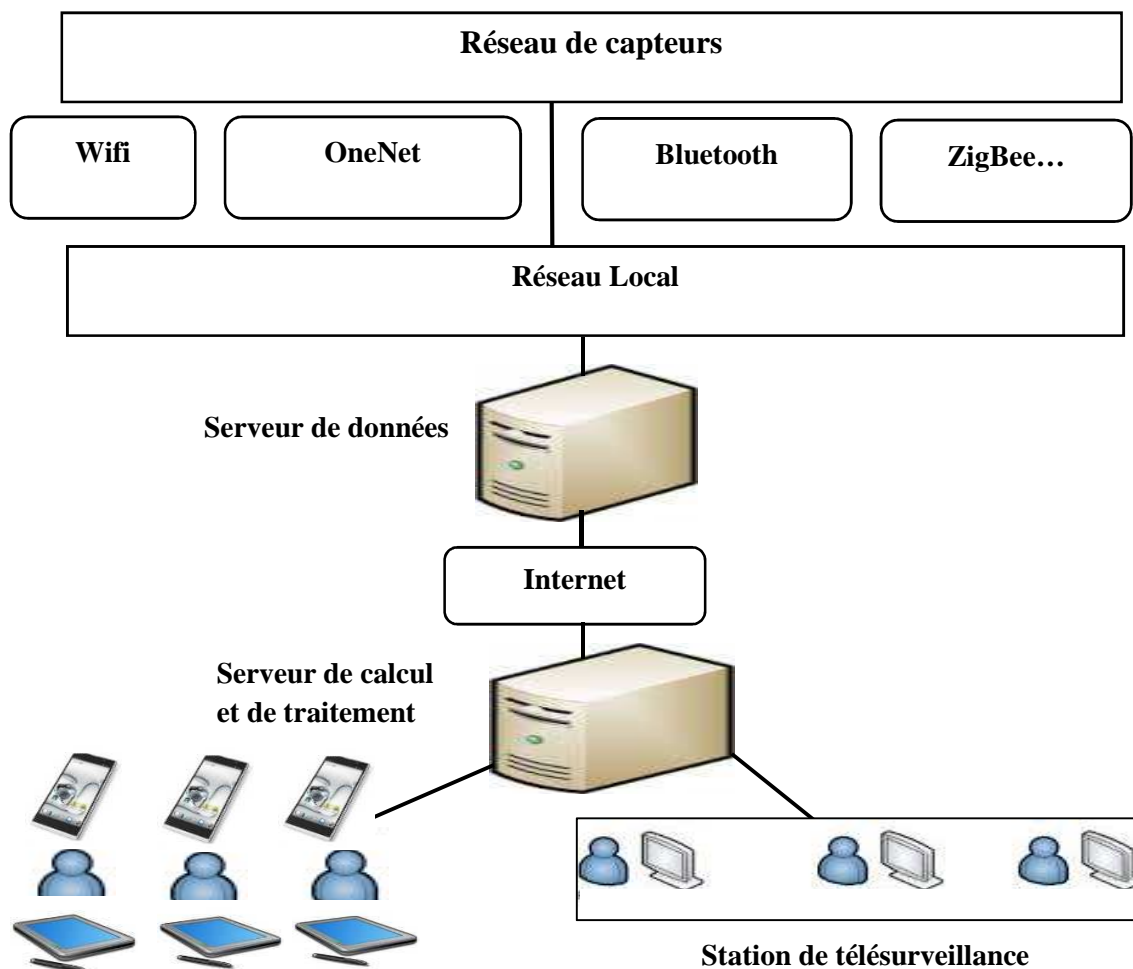 Réseau de capteurs
Wifi
OneNet
Bluetooth
ZigBee…
Réseau Local
Serveur de données
Internet
Serveur de calcul
et de traitement
Station de télésurveillance